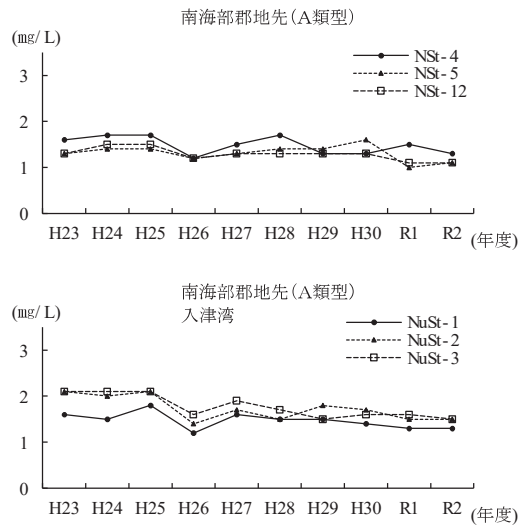 南海部郡地先(A類型)
(mg/L)
NSt-4
NSt-5
NSt-12
3
2
1
0
H23 H24 H25 H26 H27 H28 H29 H30 R1 R2 (年度)
南海部郡地先(A類型)
入津湾
(mg/L)
NuSt-1
NuSt-2
NuSt-3
3
2
1
0
H23 H24 H25 H26 H27 H28 H29 H30 R1 R2 (年度)